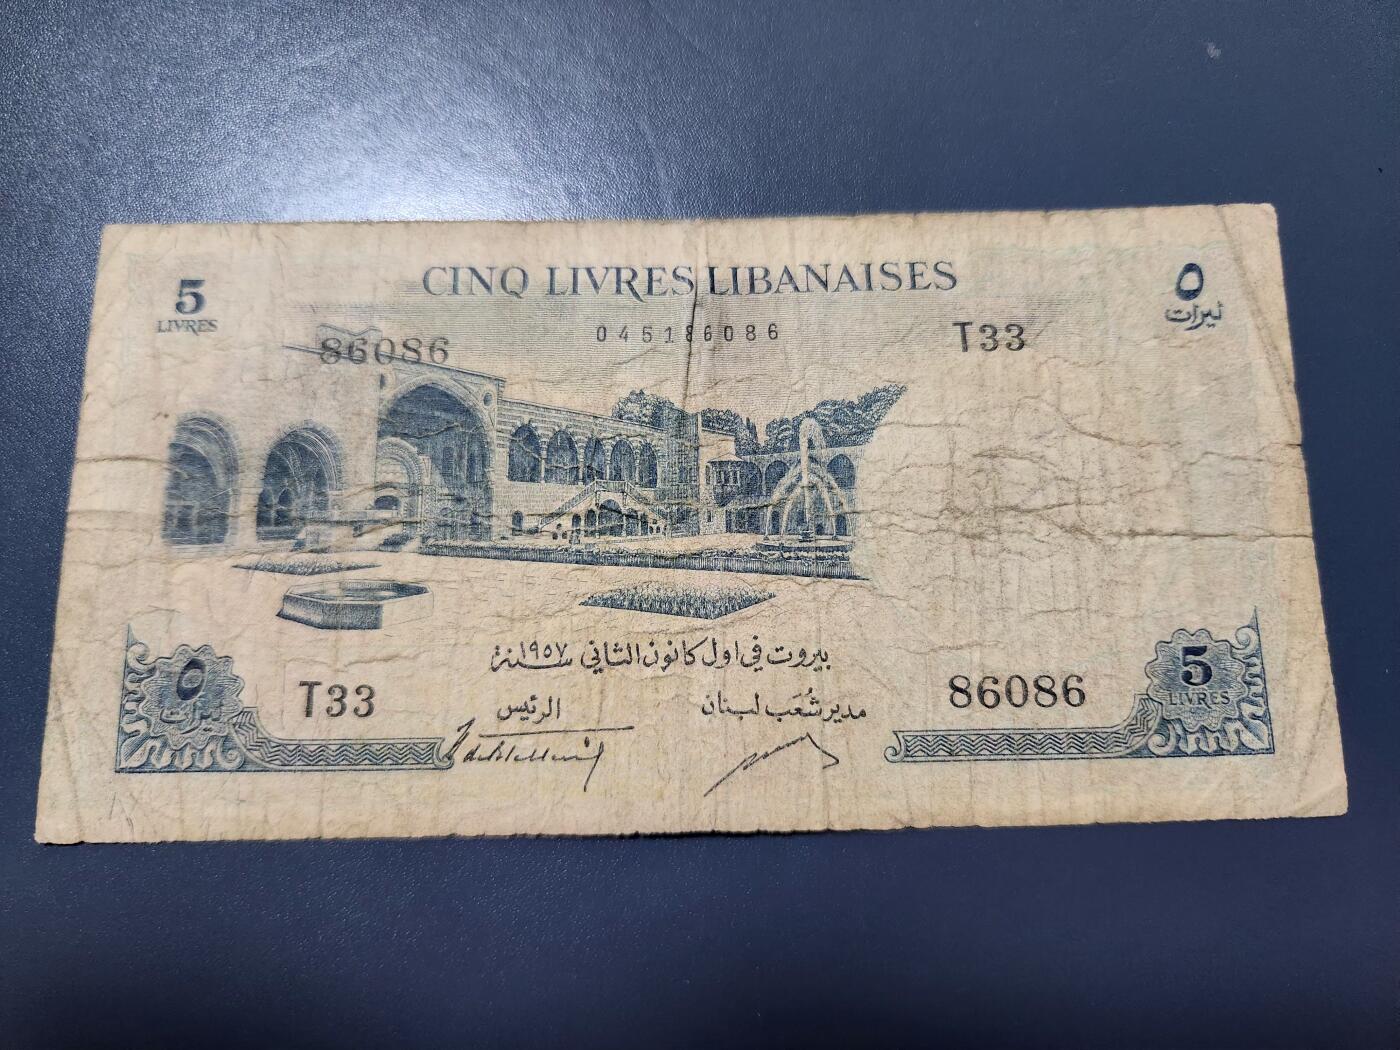 CINQ LIVRES LIBANAISES
5
LIVRES
٥
ليرات
045186086
86086
T33
بيروت في اول كانون الثاني سنة ١٩٥٧
T33
الرئيس
مدير شُعَب لبنان
86086
٥
ليرات
5
LIVRES